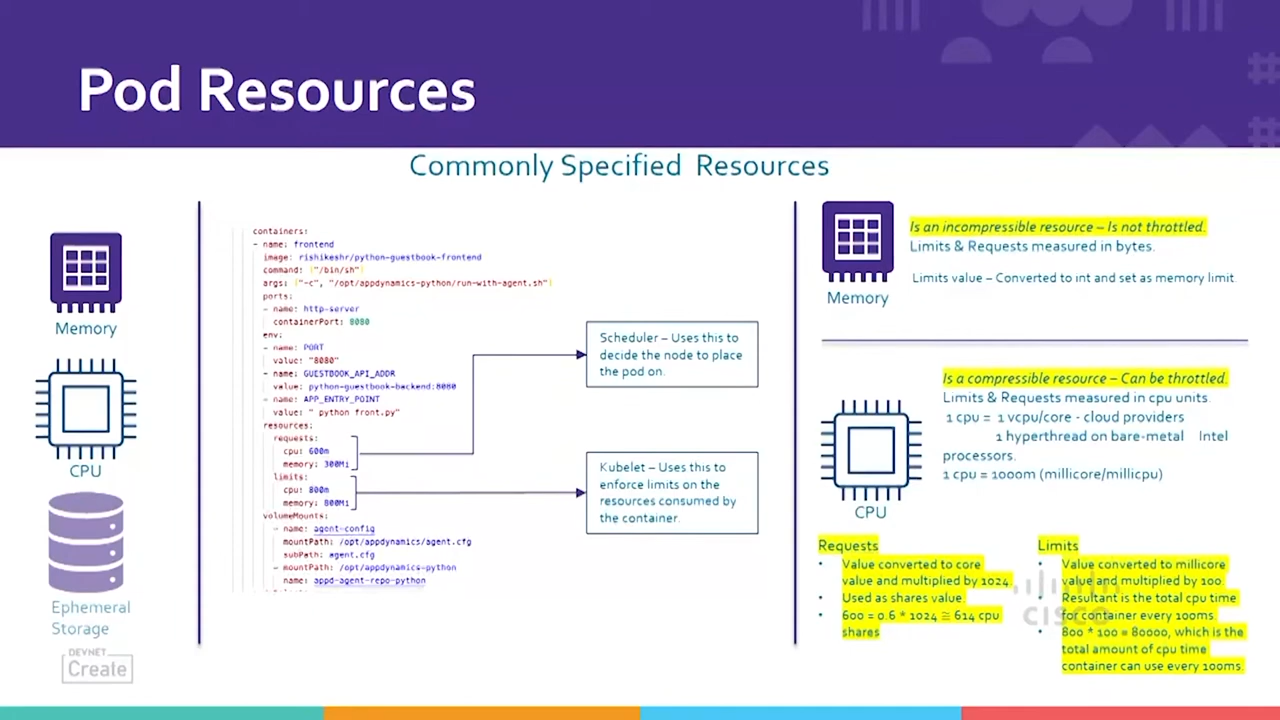 Pod Resources
Commonly Specified Resources
Memory
CPU
Ephemeral
Storage
DEVNET
Create
containers:
- name: frontend
image: rishikeshr/python-guestbook-frontend
command: ["/bin/sh"]
args: ["-c", "/opt/appdynamics-python/run-with-agent.sh"]
ports:
- name: http-server
containerPort: 8080
env:
- name: PORT
value: "8080"
- name: GUESTBOOK_API_ADDR
value: python-guestbook-backend:8080
- name: APP_ENTRY_POINT
value: " python front.py"
resources:
requests:
cpu: 600m
memory: 300Mi
limits:
cpu: 800m
memory: 800Mi
volumeMounts:
- name: agent-config
mountPath: /opt/appdynamics/agent.cfg
subPath: agent.cfg
- mountPath: /opt/appdynamics-python
name: appd-agent-repo-python
Scheduler – Uses this to
decide the node to place
the pod on.
Kubelet – Uses this to
enforce limits on the
resources consumed by
the container.
Memory
Is an incompressible resource – Is not throttled.
Limits & Requests measured in bytes.
Limits value – Converted to int and set as memory limit
CPU
Is a compressible resource – Can be throttled.
Limits & Requests measured in cpu units.
1 cpu = 1 vcpu/core - cloud providers
1 hyperthread on bare-metal Intel
processors.
1 cpu = 1000m (millicore/millicpu)
Requests
• Value converted to core
value and multiplied by 1024.
• Used as shares value.
• 600 = 0.6 * 1024 ≅ 614 cpu
shares
Limits
• Value converted to millicore
value and multiplied by 100.
• Resultant is the total cpu time
for container every 100ms.
• 800 * 100 = 80000, which is the
total amount of cpu time
container can use every 100ms.
CISCO